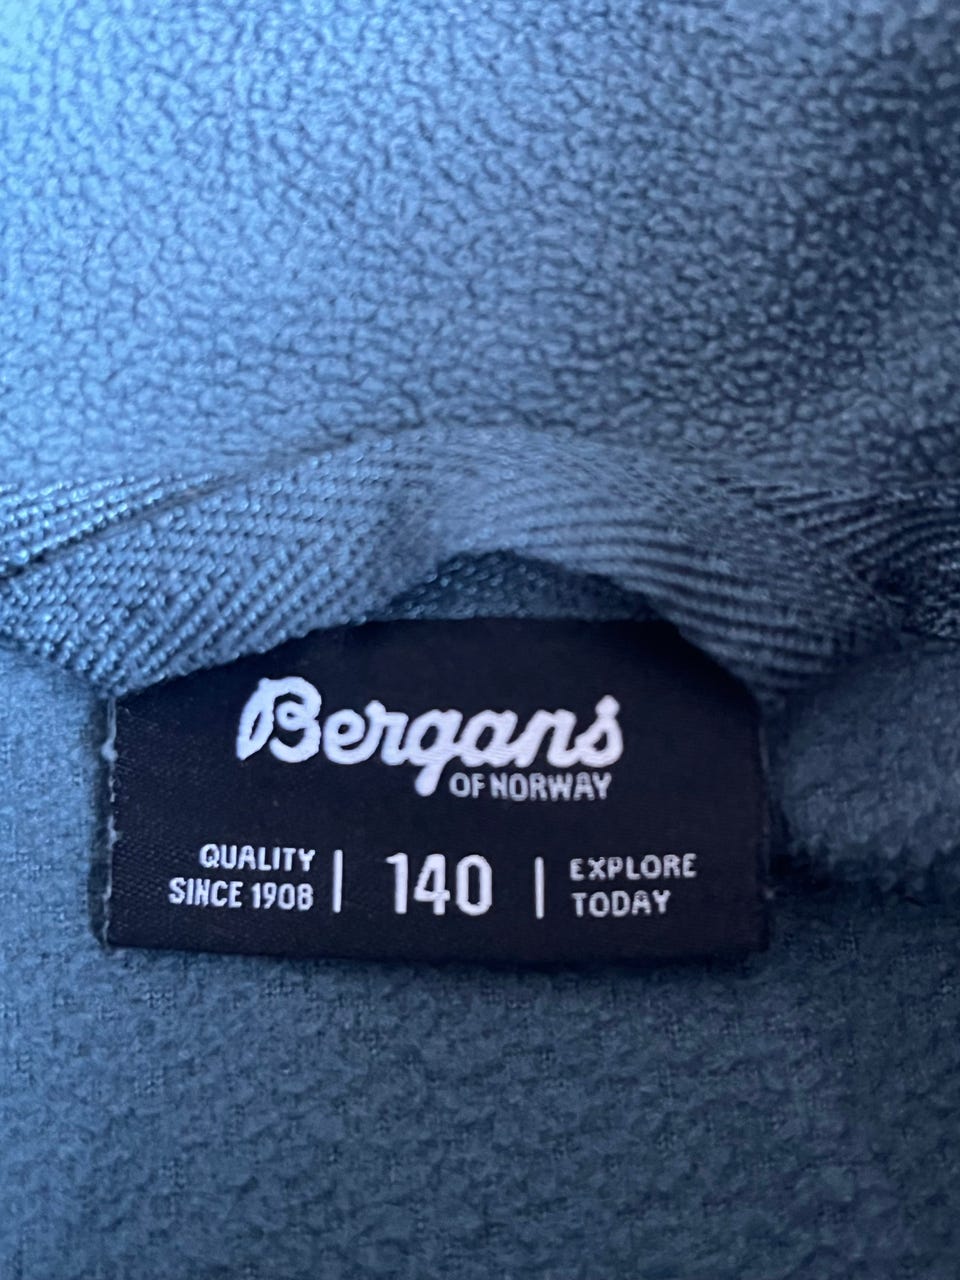 Bergans
OF NORWAY
QUALITY
SINCE 1908
| 140 |
EXPLORE
TODAY